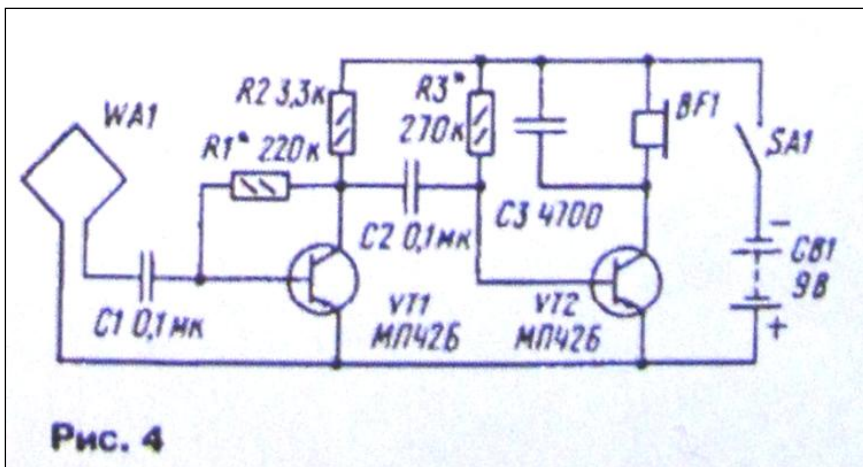 WA1
R2 3,3к
R1* 220к
R3*
270к
BF1
SA1
C1 0,1мк
C2 0,1мк
C3 4700
VT1
МП42Б
VT2
МП42Б
−
GB1
9В
+
Рис. 4